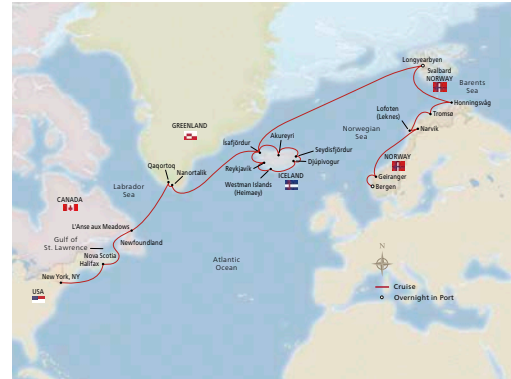 Longyearbyen
Svalbard
NORWAY
Barents
Sea
Honningsvåg
Tromsø
Lofoten
(Leknes)
Narvik
Norwegian
Sea
NORWAY
Geiranger
Bergen
GREENLAND
Ísafjördur
Akureyri
Seydisfjördur
Djúpivogur
Reykjavík
ICELAND
Westman Islands
(Heimaey)
Qaqortoq
Nanortalik
Labrador
Sea
CANADA
L'Anse aux Meadows
Newfoundland
Gulf of
St. Lawrence
Nova Scotia
Halifax
New York, NY
USA
Atlantic
Ocean
N
Cruise
Overnight in Port